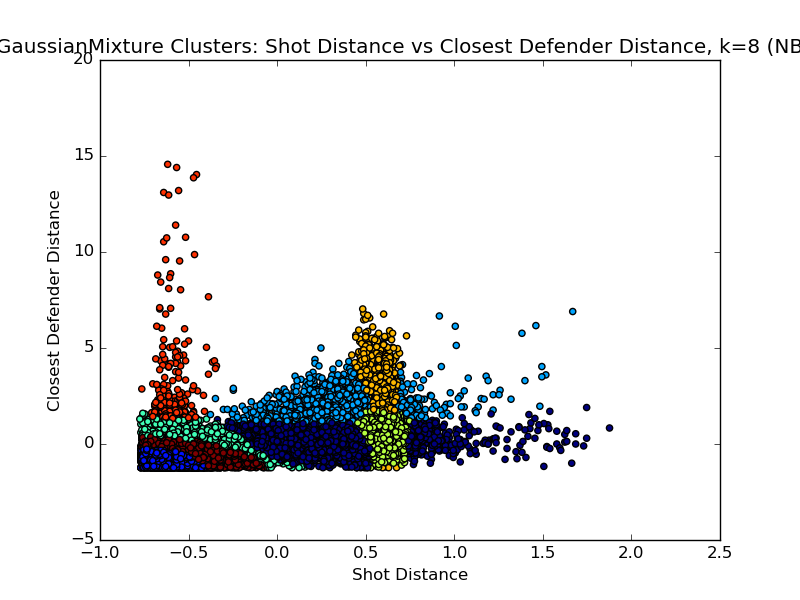 GaussianMixture Clusters: Shot Distance vs Closest Defender Distance, k=8 (NB
20
15
10
5
0
−5
Closest Defender Distance
−1.0 −0.5 0.0 0.5 1.0 1.5 2.0 2.5
Shot Distance